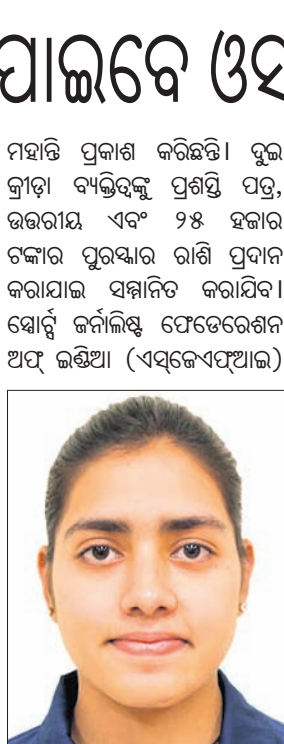 ପାଇବେ ଓସ
ମହାନ୍ତି ପ୍ରକାଶ କରିଛନ୍ତି। ଦୁଇ
କ୍ରୀଡ଼ା ବ୍ୟକ୍ତିତ୍ୱଙ୍କୁ ପ୍ରଶସ୍ତି ପତ୍ର,
ଉତ୍ତରୀୟ ଏବଂ ୨୫ ହଜାର
ଟଙ୍କାର ପୁରସ୍କାର ରାଶି ପ୍ରଦାନ
କରାଯାଇ ସମ୍ମାନିତ କରାଯିବ।
ସ୍ପୋର୍ଟ୍ସ ଜର୍ନାଲିଷ୍ଟ ଫେଡେରେଶନ
ଅଫ୍ ଇଣ୍ଡିଆ (ଏସ୍‌ଜେଏଫ୍‌ଆଇ)